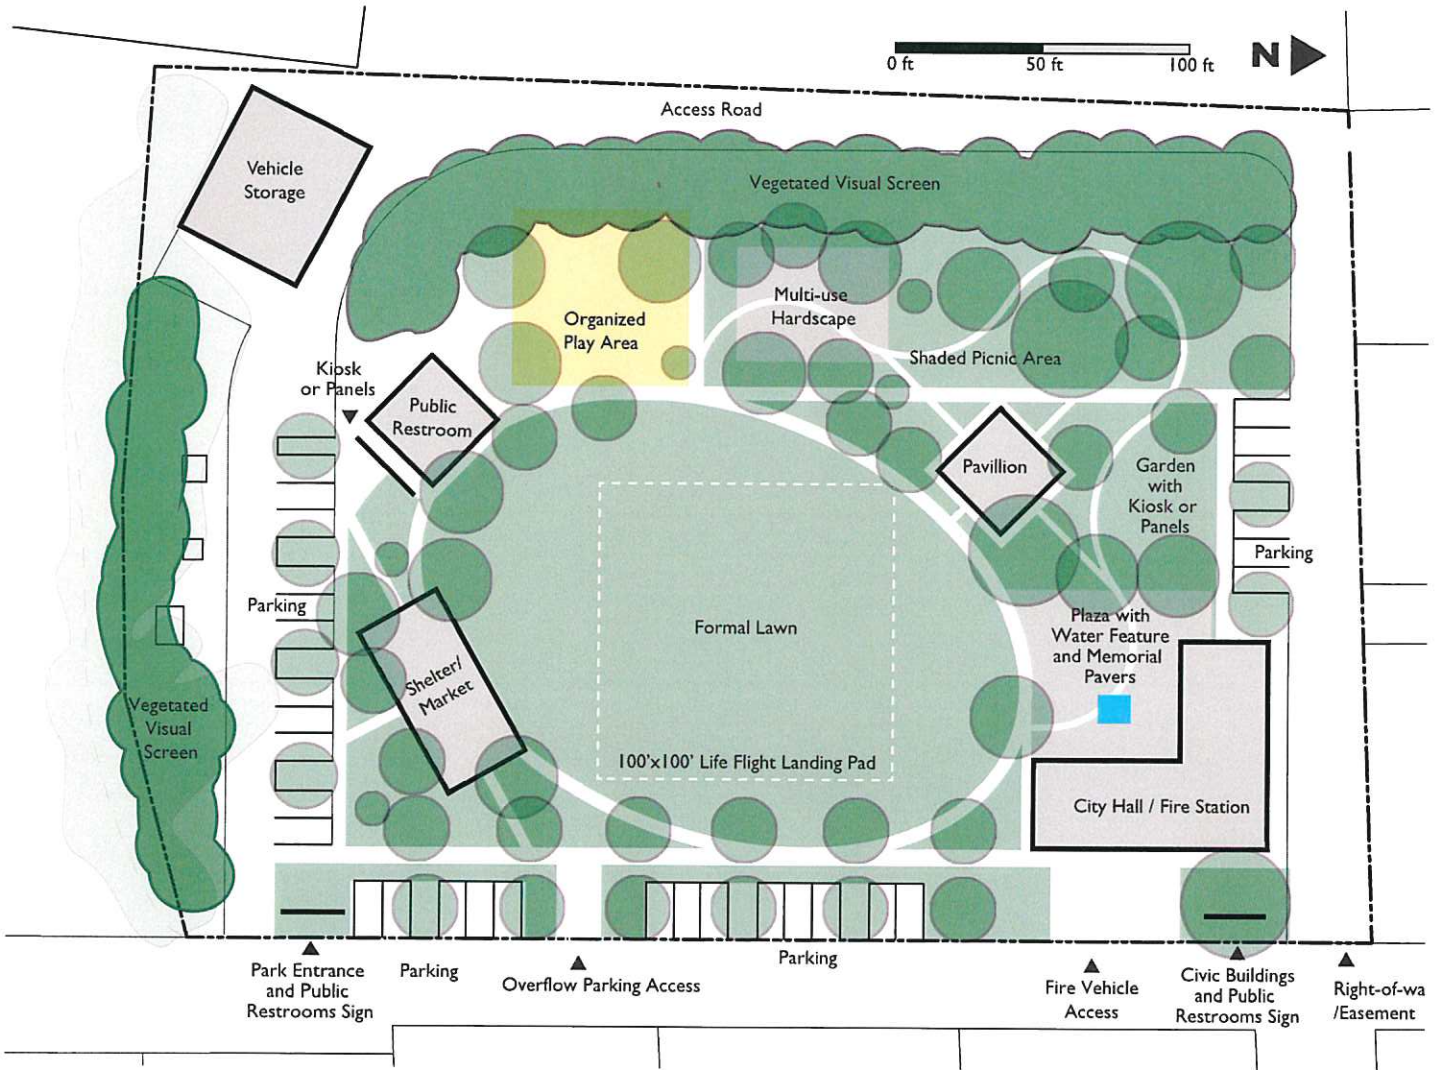 0 ft
50 ft
100 ft
N
Access Road
Vehicle
Storage
Vegetated Visual Screen
Multi-use
Hardscape
Organized
Play Area
Shaded Picnic Area
Kiosk
or Panels
Public
Restroom
Pavillion
Garden
with
Kiosk or
Panels
Parking
Parking
Formal Lawn
Plaza with
Water Feature
and Memorial
Pavers
Shelter/
Market
Vegetated
Visual
Screen
100'x100' Life Flight Landing Pad
City Hall / Fire Station
Park Entrance
and Public
Restrooms Sign
Parking
Overflow Parking Access
Parking
Fire Vehicle
Access
Civic Buildings
and Public
Restrooms Sign
Right-of-wa
/Easement